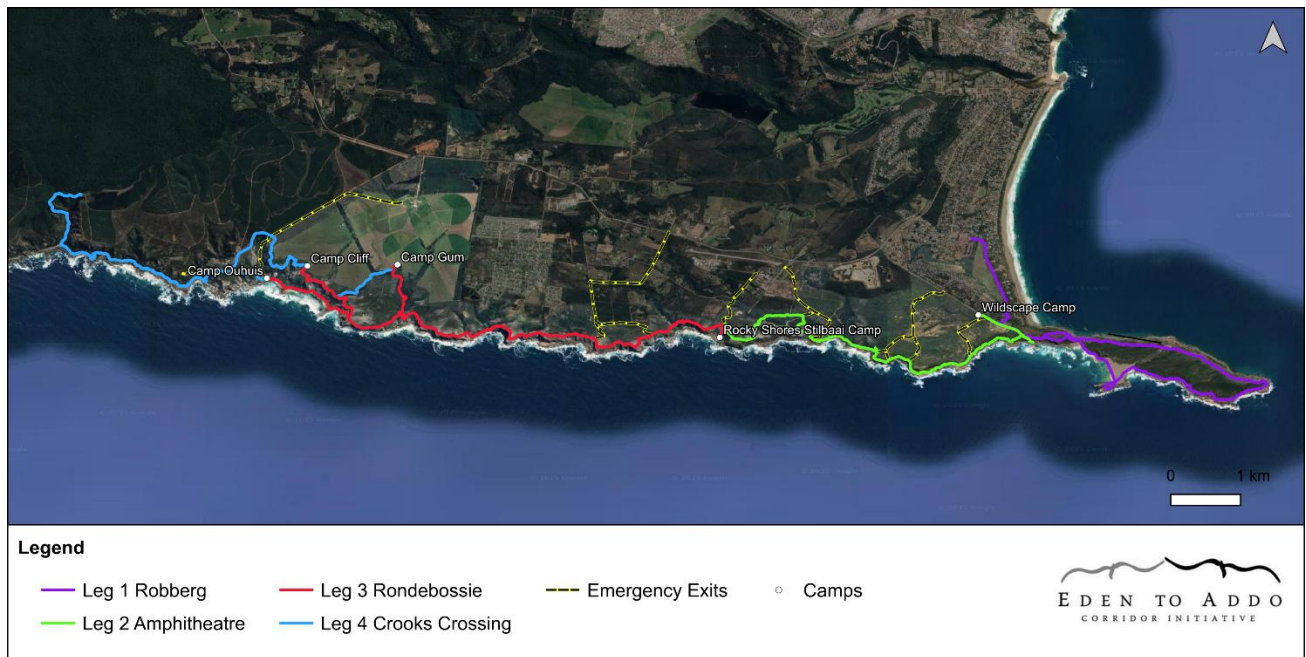 Camp Ouhuis
Camp Cliff
Camp Gum
Rocky Shores Stilbaai Camp
Wildscape Camp
0 1 km
Legend
Leg 1 Robberg
Leg 3 Rondebossie
Emergency Exits
Camps
Leg 2 Amphitheatre
Leg 4 Crooks Crossing
EDEN TO ADDO
CORRIDOR INITIATIVE